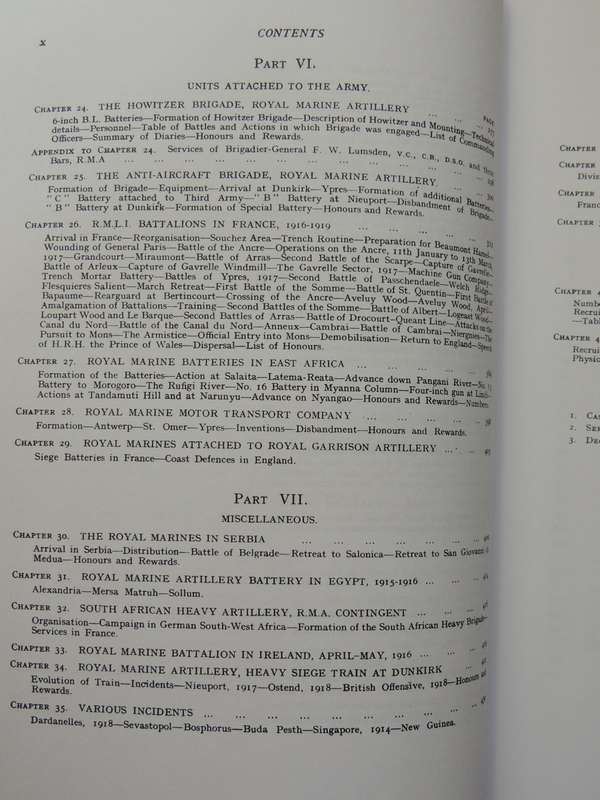 x
CONTENTS
PART VI.
UNITS ATTACHED TO THE ARMY.
PAGE
CHAPTER 24. THE HOWITZER BRIGADE, ROYAL MARINE ARTILLERY ... ... ...
6-inch B.L. Batteries—Formation of Howitzer Brigade—Description of Howitzer and Mounting—Technical
details—Personnel—Table of Battles and Actions in which Brigade was engaged—List of Commanding
Officers—Summary of Diaries—Honours and Rewards.
APPENDIX TO CHAPTER 24. Services of Brigadier-General F. W. Lumsden, V.C., C.B., D.S.O. and three
Bars, R.M.A ... ... ... ... ... ... ... ... ... ...
CHAPTER 25. THE ANTI-AIRCRAFT BRIGADE, ROYAL MARINE ARTILLERY ... ...
Formation of Brigade—Equipment—Arrival at Dunkirk—Ypres—Formation of additional Batteries—
"C" Battery attached to Third Army—"B" Battery at Nieuport—Disbandment of Brigade—
"B" Battery at Dunkirk—Formation of Special Battery—Honours and Rewards.
CHAPTER 26. R.M.L.I. BATTALIONS IN FRANCE, 1916-1919 ... ... ... ...
Arrival in France—Reorganisation—Souchez Area—Trench Routine—Preparation for Beaumont Hamel—
Wounding of General Paris—Battle of the Ancre—Operations on the Ancre, 11th January to 13th March,
1917—Grandcourt—Miraumont—Battle of Arras—Second Battle of the Scarpe—Capture of Gavrelle—
Battle of Arleux—Capture of Gavrelle Windmill—The Gavrelle Sector, 1917—Machine Gun Company—
Trench Mortar Battery—Battles of Ypres, 1917—Second Battle of Passchendaele—Welch Ridge—
Flesquieres Salient—March Retreat—First Battle of the Somme—Battle of St. Quentin—First Battle of
Bapaume—Rearguard at Bertincourt—Crossing of the Ancre—Aveluy Wood—Aveluy Wood, April—
Amalgamation of Battalions—Training—Second Battles of the Somme—Battle of Albert—Logeast Wood—
Loupart Wood and Le Barque—Second Battles of Arras—Battle of Drocourt—Queant Line—Attacks on the
Canal du Nord—Battle of the Canal du Nord—Anneux—Cambrai—Battle of Cambrai—Niergnies—The
Pursuit to Mons—The Armistice—Official Entry into Mons—Demobilisation—Return to England—Speech
of H.R.H. the Prince of Wales—Dispersal—List of Honours.
CHAPTER 27. ROYAL MARINE BATTERIES IN EAST AFRICA ... ... ... ...
Formation of the Batteries—Action at Salaita—Latema-Reata—Advance down Pangani River—No. 15
Battery to Morogoro—The Rufigi River—No. 16 Battery in Myanna Column—Four-inch gun at Lindi—
Actions at Tandamuti Hill and at Narunyu—Advance on Nyangao—Honours and Rewards—Numbers.
CHAPTER 28. ROYAL MARINE MOTOR TRANSPORT COMPANY ... ... ... ...
Formation—Antwerp—St. Omer—Ypres—Inventions—Disbandment—Honours and Rewards.
CHAPTER 29. ROYAL MARINES ATTACHED TO ROYAL GARRISON ARTILLERY ... ...
Siege Batteries in France—Coast Defences in England.
PART VII.
MISCELLANEOUS.
CHAPTER 30. THE ROYAL MARINES IN SERBIA ... ... ... ... ... ...
Arrival in Serbia—Distribution—Battle of Belgrade—Retreat to Salonica—Retreat to San Giovanni di
Medua—Honours and Rewards.
CHAPTER 31. ROYAL MARINE ARTILLERY BATTERY IN EGYPT, 1915-1916 ... ... ...
Alexandria—Mersa Matruh—Sollum.
CHAPTER 32. SOUTH AFRICAN HEAVY ARTILLERY, R.M.A. CONTINGENT ... ... ...
Organisation—Campaign in German South-West Africa—Formation of the South African Heavy Brigade—
Services in France.
CHAPTER 33. ROYAL MARINE BATTALION IN IRELAND, APRIL-MAY, 1916 ... ... ...
CHAPTER 34. ROYAL MARINE ARTILLERY, HEAVY SIEGE TRAIN AT DUNKIRK ... ...
Evolution of Train—Incidents—Nieuport, 1917—Ostend, 1918—British Offensive, 1918—Honours and
Rewards.
CHAPTER 35. VARIOUS INCIDENTS ... ... ... ... ... ... ... ... ...
Dardanelles, 1918—Sevastopol—Bosphorus—Buda Pesth—Singapore, 1914—New Guinea.
CHAPTER
CHAPTER
Divis
CHAPTER
Franc
CHAPTER
CHAPTER 4
Numbe
Recrui
—Tab
CHAPTER 4
Recrui
Physic
1. CAS
2. SER
3. DEC